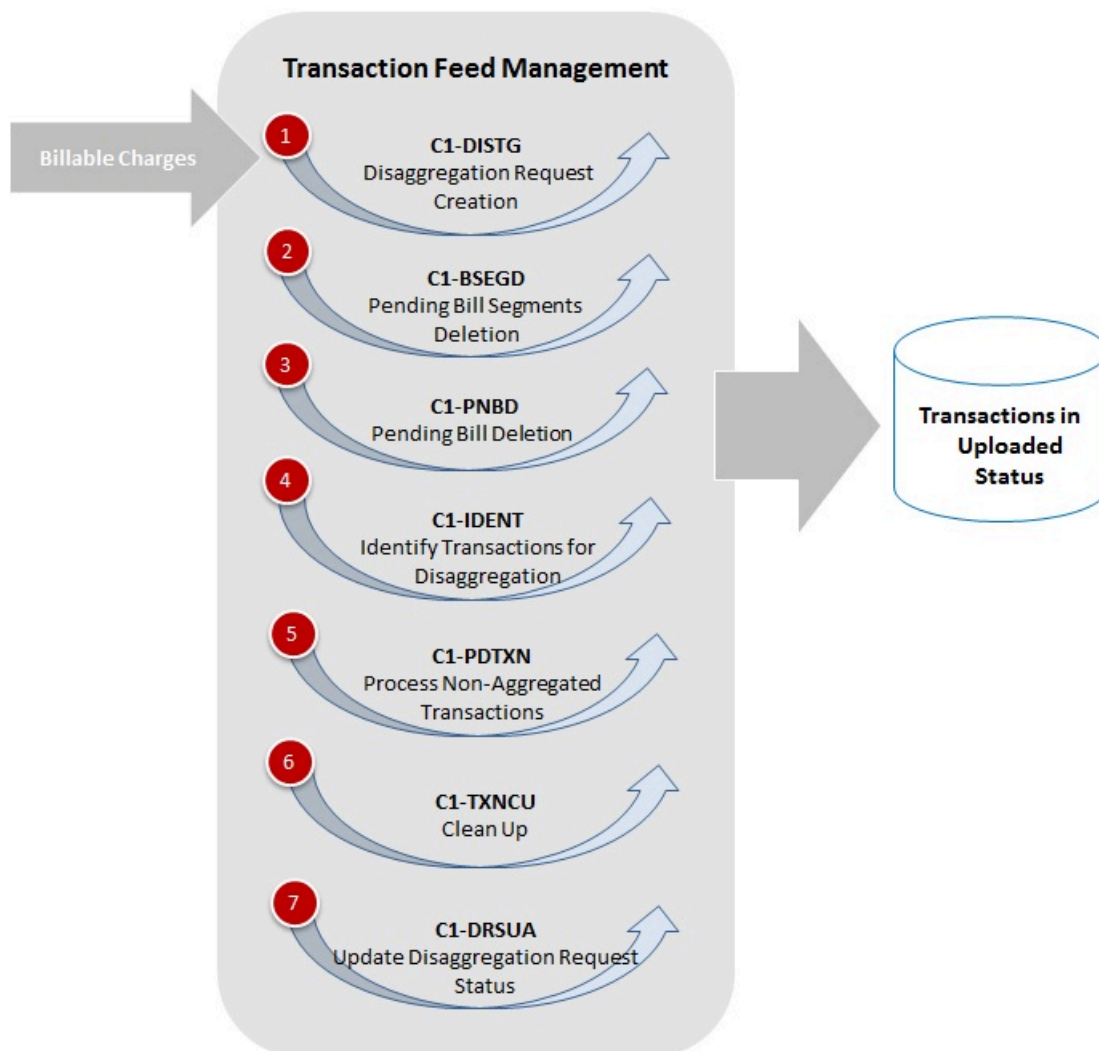 Transaction Feed Management
Billable Charges
1
C1-DISTG
Disaggregation Request
Creation
2
C1-BSEGD
Pending Bill Segments
Deletion
3
C1-PNBD
Pending Bill Deletion
4
C1-IDENT
Identify Transactions for
Disaggregation
5
C1-PDTXN
Process Non-Aggregated
Transactions
6
C1-TXNCU
Clean Up
7
C1-DRSUA
Update Disaggregation Request
Status
Transactions in
Uploaded
Status